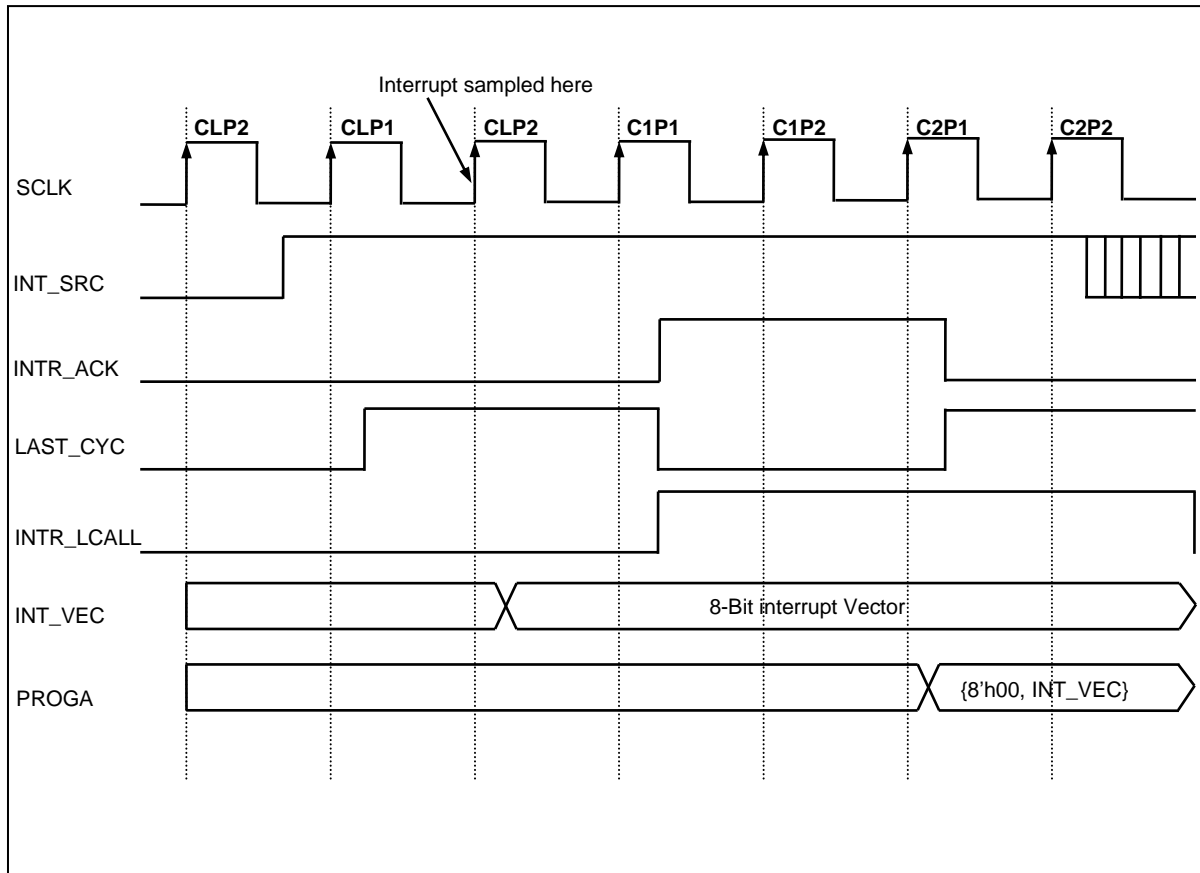 Interrupt sampled here
CLP2 CLP1 CLP2 C1P1 C1P2 C2P1 C2P2
SCLK
INT_SRC
INTR_ACK
LAST_CYC
INTR_LCALL
INT_VEC 8-Bit interrupt Vector
PROGA {8’h00, INT_VEC}